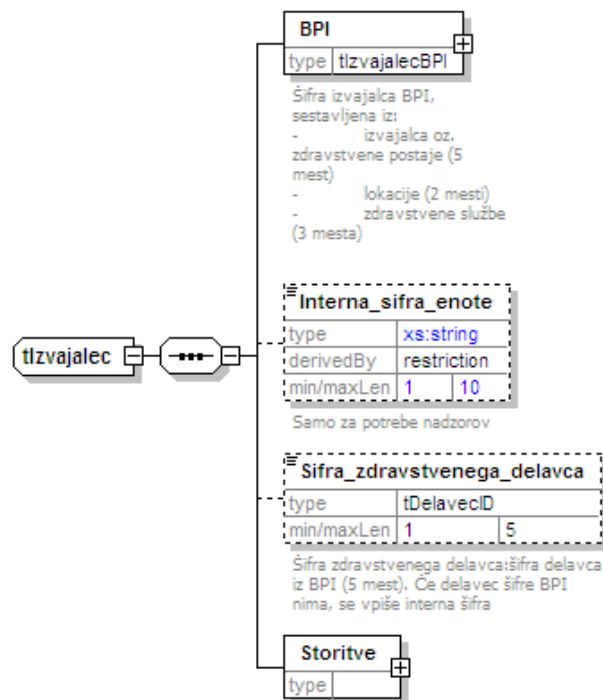 BPI
type tIzvajalecBPI
Šifra izvajalca BPI,
sestavljena iz:
- izvajalca oz.
zdravstvene postaje (5
mest)
- lokacije (2 mesti)
- zdravstvene službe
(3 mesta)
Interna_sifra_enote
type xs:string
derivedBy restriction
min/maxLen 1 10
Samo za potrebe nadzorov
tIzvajalec
Sifra_zdravstvenega_delavca
type tDelavecID
min/maxLen 1 5
Šifra zdravstvenega delavca:šifra delavca
iz BPI (5 mest). Če delavec šifre BPI
nima, se vpiše interna šifra
Storitve
type